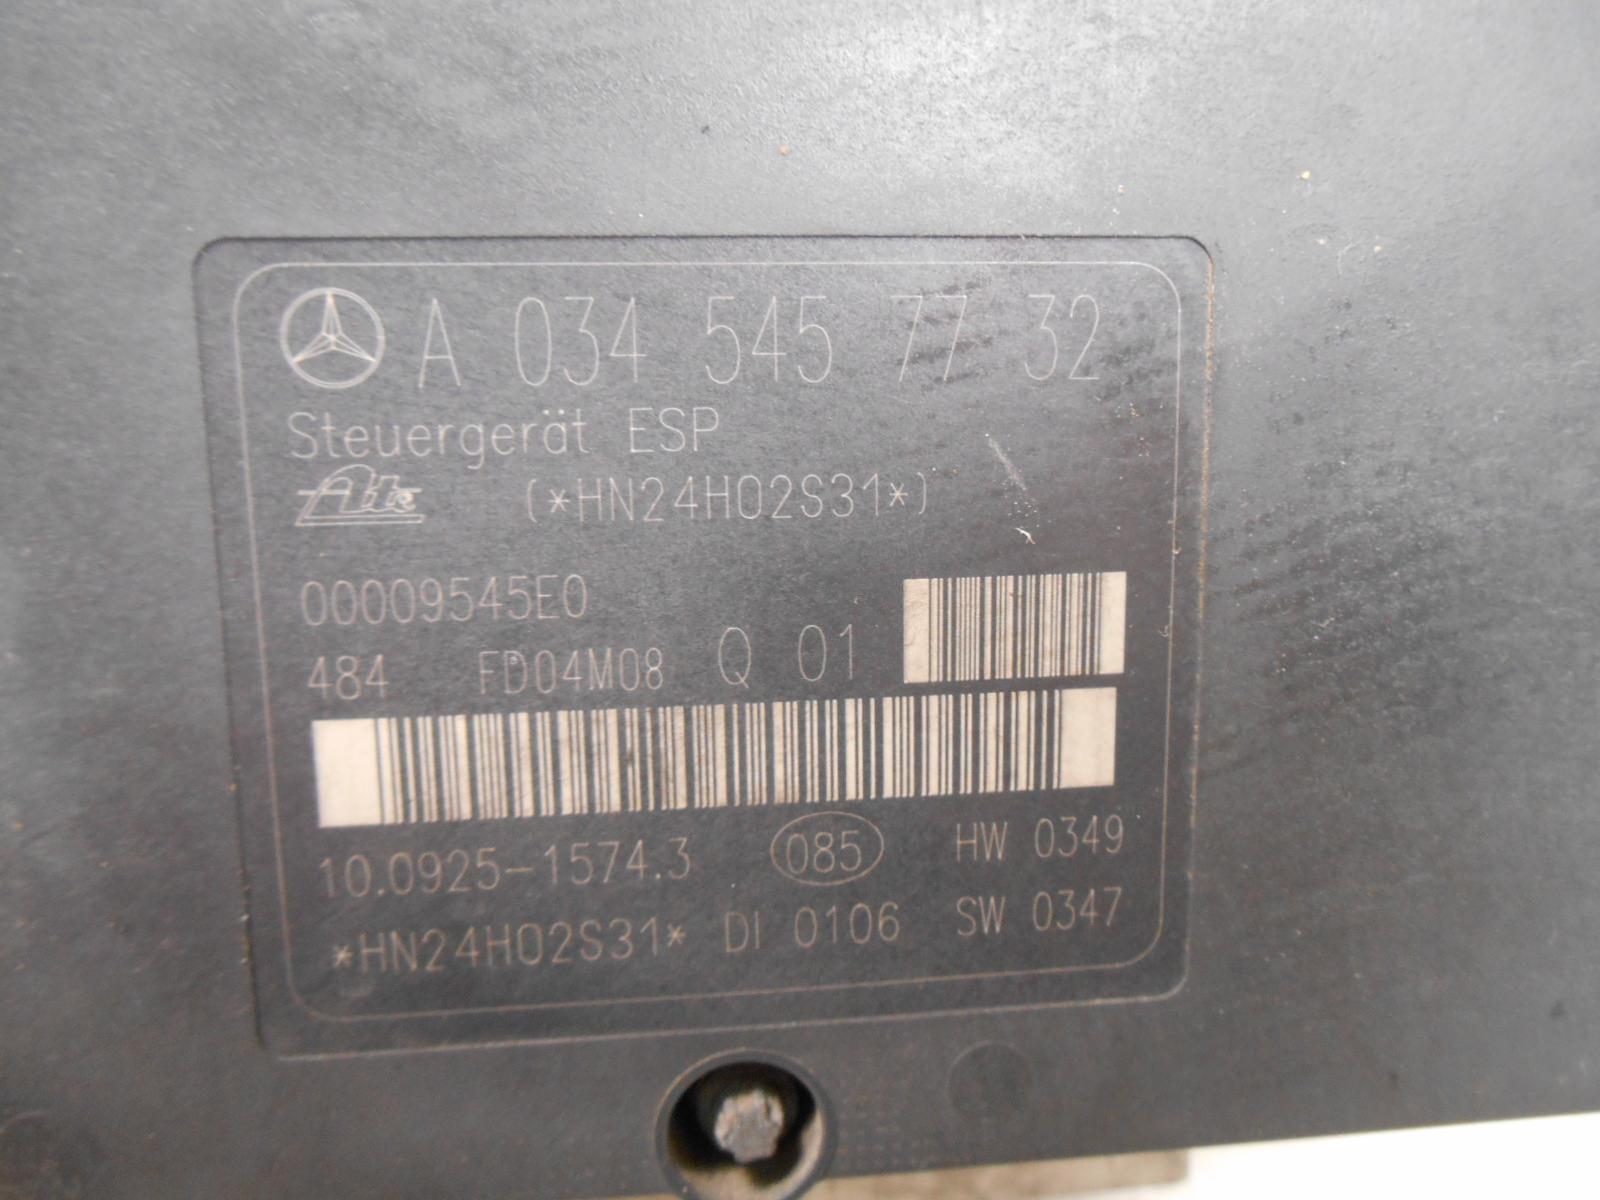 A 034 545 77 32
Steuergerät ESP
Ate (*HN24H02S31*)
00009545E0
484 FD04M08 Q 01
10.0925-1574.3 085 HW 0349
*HN24H02S31* DI 0106 SW 0347